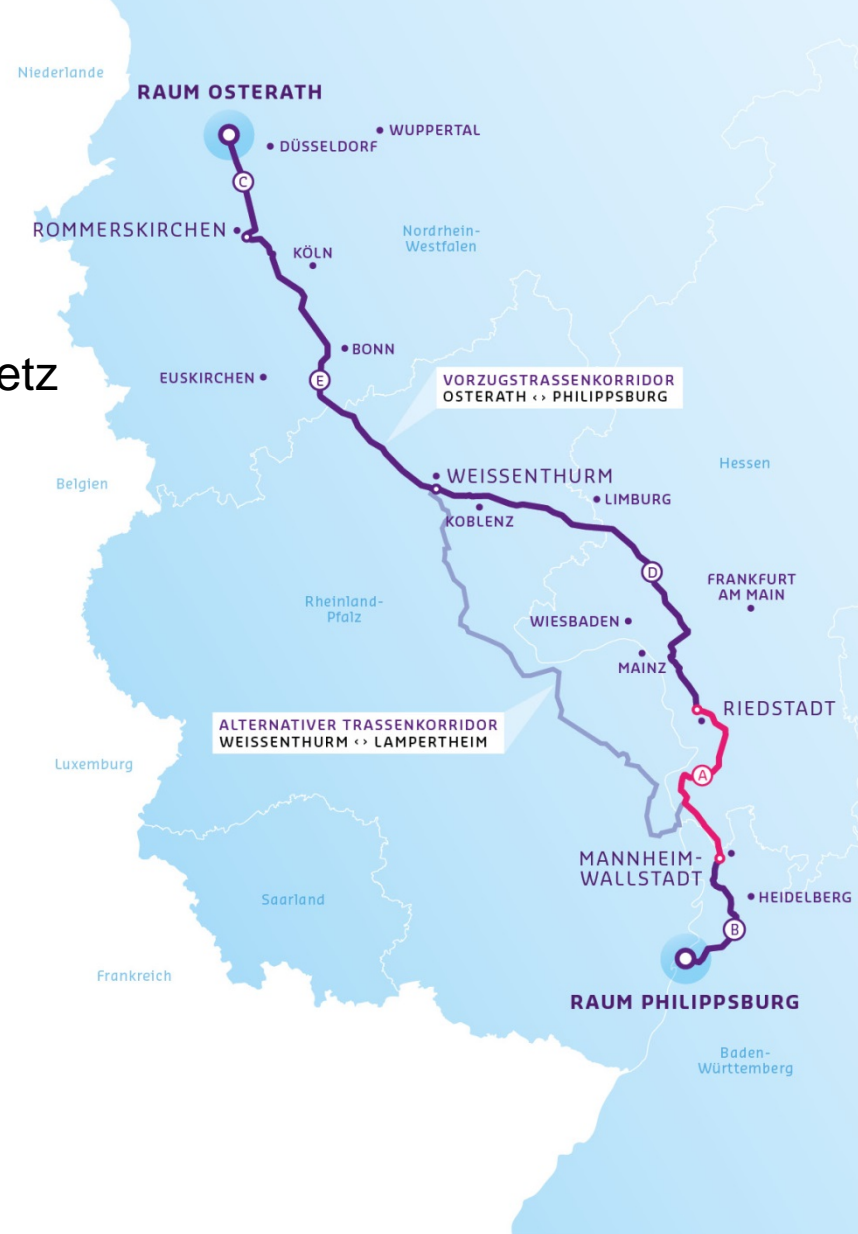 Niederlande
RAUM OSTERATH
WUPPERTAL
DÜSSELDORF
C
ROMMERSKIRCHEN
Nordrhein-
Westfalen
KÖLN
BONN
etz
EUSKIRCHEN
E
VORZUGSTRASSENKORRIDOR
OSTERATH <> PHILIPPSBURG
Hessen
WEISSENTHURM
Belgien
LIMBURG
KOBLENZ
D
FRANKFURT
AM MAIN
Rheinland-
Pfalz
WIESBADEN
MAINZ
RIEDSTADT
ALTERNATIVER TRASSENKORRIDOR
WEISSENTHURM <> LAMPERTHEIM
Luxemburg
A
MANNHEIM-
WALLSTADT
Saarland
HEIDELBERG
B
Frankreich
RAUM PHILIPPSBURG
Baden-
Württemberg